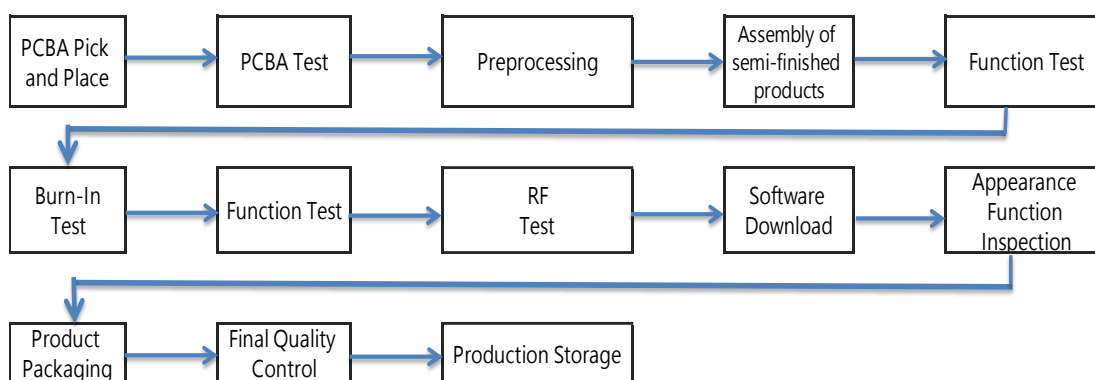 PCBA Pick
and Place
PCBA Test
Preprocessing
Assembly of
semi-finished
products
Function Test
Burn-In
Test
Function Test
RF
Test
Software
Download
Appearance
Function
Inspection
Product
Packaging
Final Quality
Control
Production Storage